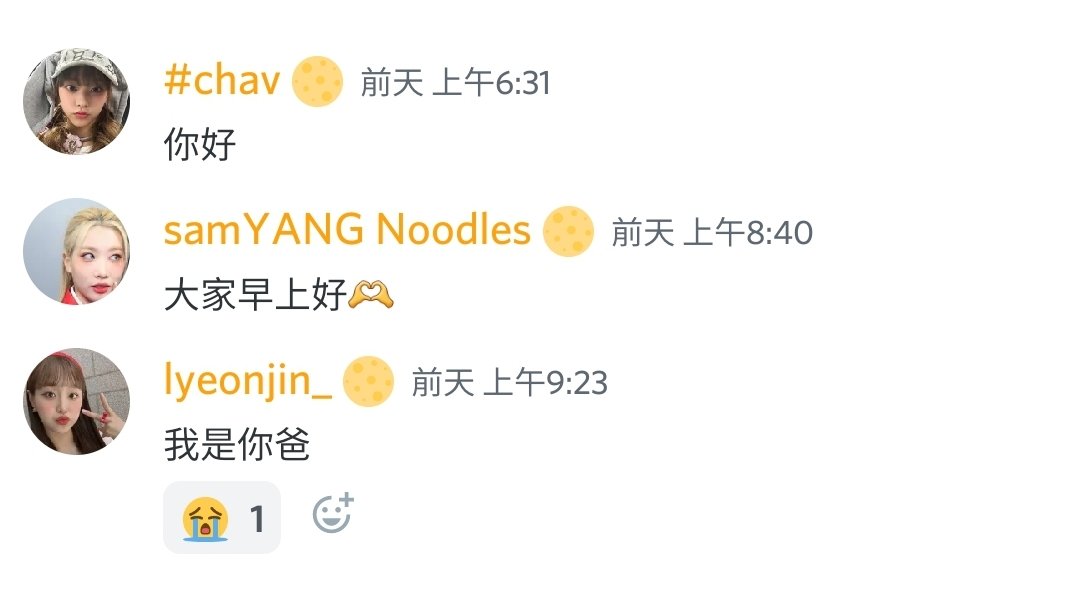 #chav 前天 上午6:31
你好
samYANG Noodles 前天 上午8:40
大家早上好🫶
lyeonjin_ 前天 上午9:23
我是你爸
😭 1